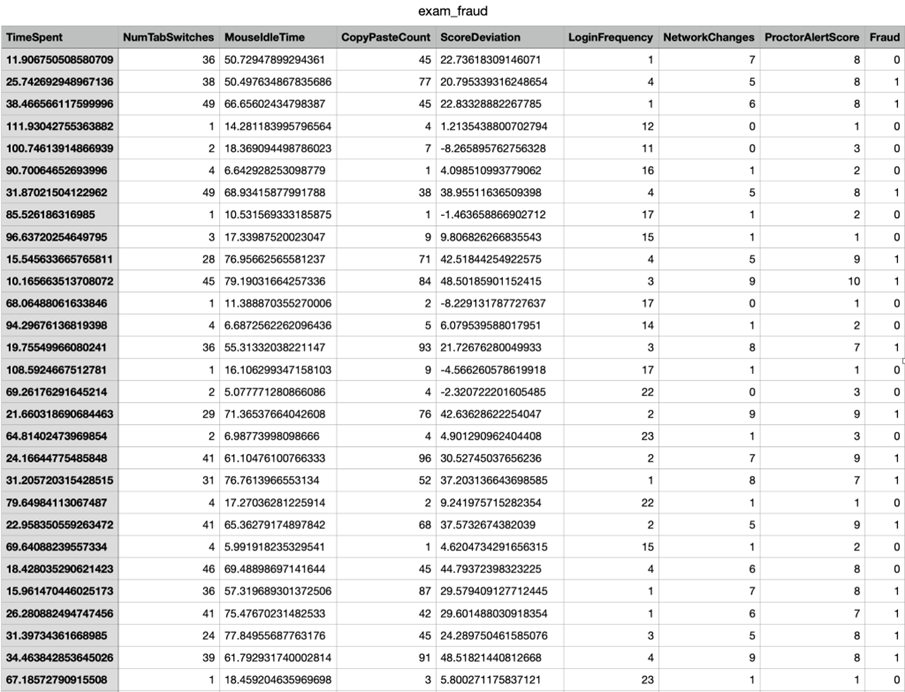 exam_fraud
TimeSpent NumTabSwitches MouseIdleTime CopyPasteCount ScoreDeviation LoginFrequency NetworkChanges ProctorAlertScore Fraud
11.906750508580709 36 50.72947899294361 45 22.73618309146071 1 7 8 0
25.742692948967136 38 50.497634867835686 77 20.795339316248654 4 5 8 1
38.466566117599996 49 66.65602434798387 45 22.83328882267785 1 6 8 1
111.93042755363882 1 14.281183995796564 4 1.2135438800702794 12 0 1 0
100.74613914866939 2 18.369094498786023 7 -8.265895762756328 11 0 3 0
90.70064652693996 4 6.642928253098779 1 4.098510993779062 16 1 2 0
31.87021504122962 49 68.93415877991788 38 38.95511636509398 4 5 8 1
85.526186316985 1 10.531569333185875 1 -1.463658866902712 17 1 2 0
96.63720254649795 3 17.33987520023047 9 9.806826266835543 15 1 1 0
15.545633665765811 28 76.95662565581237 71 42.51844254922575 4 5 9 1
10.165663513708072 45 79.19031664257336 84 48.50185901152415 3 9 10 1
68.06488061633846 1 11.388870355270006 2 -8.229131787727637 17 0 1 0
94.29676136819398 4 6.6872562262096436 5 6.079539588017951 14 1 2 0
19.75549966080241 36 55.31332038221147 93 21.72676280049933 3 8 7 1
108.5924667512781 1 16.106299347158103 9 -4.566260578619918 17 1 1 0
69.26176291645214 2 5.077771280866086 4 -2.320722201605485 22 0 3 0
21.660318690684463 29 71.36537664042608 76 42.63628622254047 2 9 9 1
64.81402473969854 2 6.98773998098666 4 4.901290962404408 23 1 3 0
24.16644775485848 41 61.10476100766333 96 30.52745037656236 2 7 9 1
31.205720315428515 31 76.7613966553134 52 37.203136643698585 1 8 7 1
79.64984113067487 4 17.27036281225914 2 9.241975715282354 22 1 1 0
22.958350559263472 41 65.36279174897842 68 37.5732674382039 2 5 9 1
69.64088239557334 4 5.991918235329541 1 4.6204734291656315 15 1 2 0
18.428035290621423 46 69.48898697141644 45 44.79372398323225 4 6 8 0
15.961470446025173 36 57.319689301372506 87 29.579409127712445 1 7 8 1
26.280882494747456 41 75.47670231482533 42 29.601488030918354 1 6 7 1
31.39734361668985 24 77.84955687763176 45 24.289750461585076 3 5 8 1
34.463842853645026 39 61.792931740002814 91 48.51821440812668 4 9 8 1
67.18572790915508 1 18.459204635969698 3 5.800271175837121 23 1 1 0